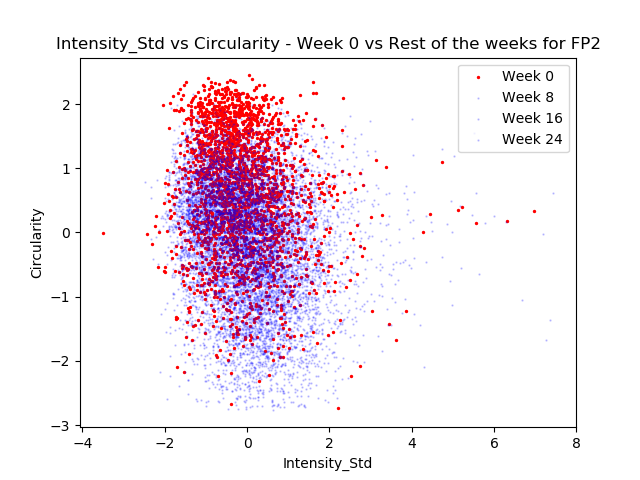 Intensity_Std vs Circularity - Week 0 vs Rest of the weeks for FP2
Week 0
Week 8
Week 16
Week 24
2
1
0
−1
−2
−3
Circularity
−4
−2
0
2
4
6
8
Intensity_Std